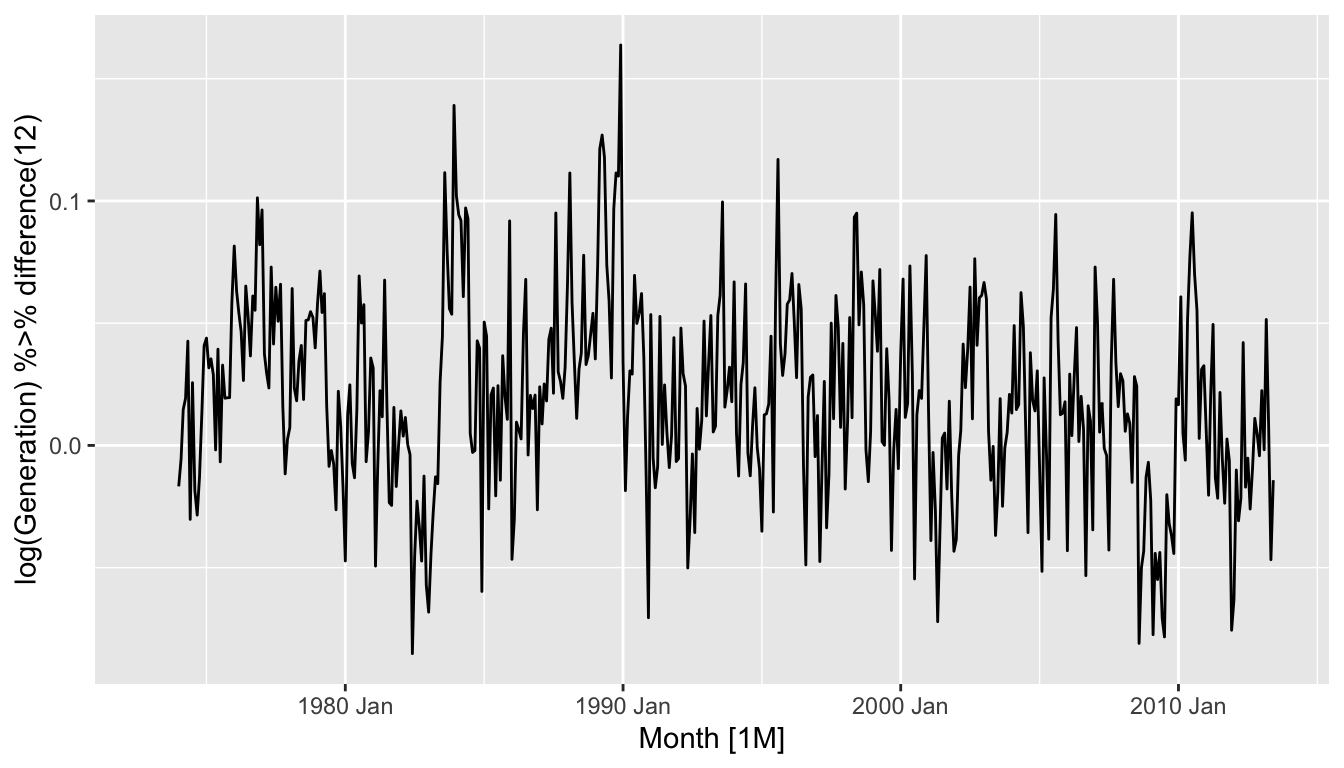 log(Generation) %>% difference(12)
0.1
0.0
1980 Jan
1990 Jan
2000 Jan
2010 Jan
Month [1M]